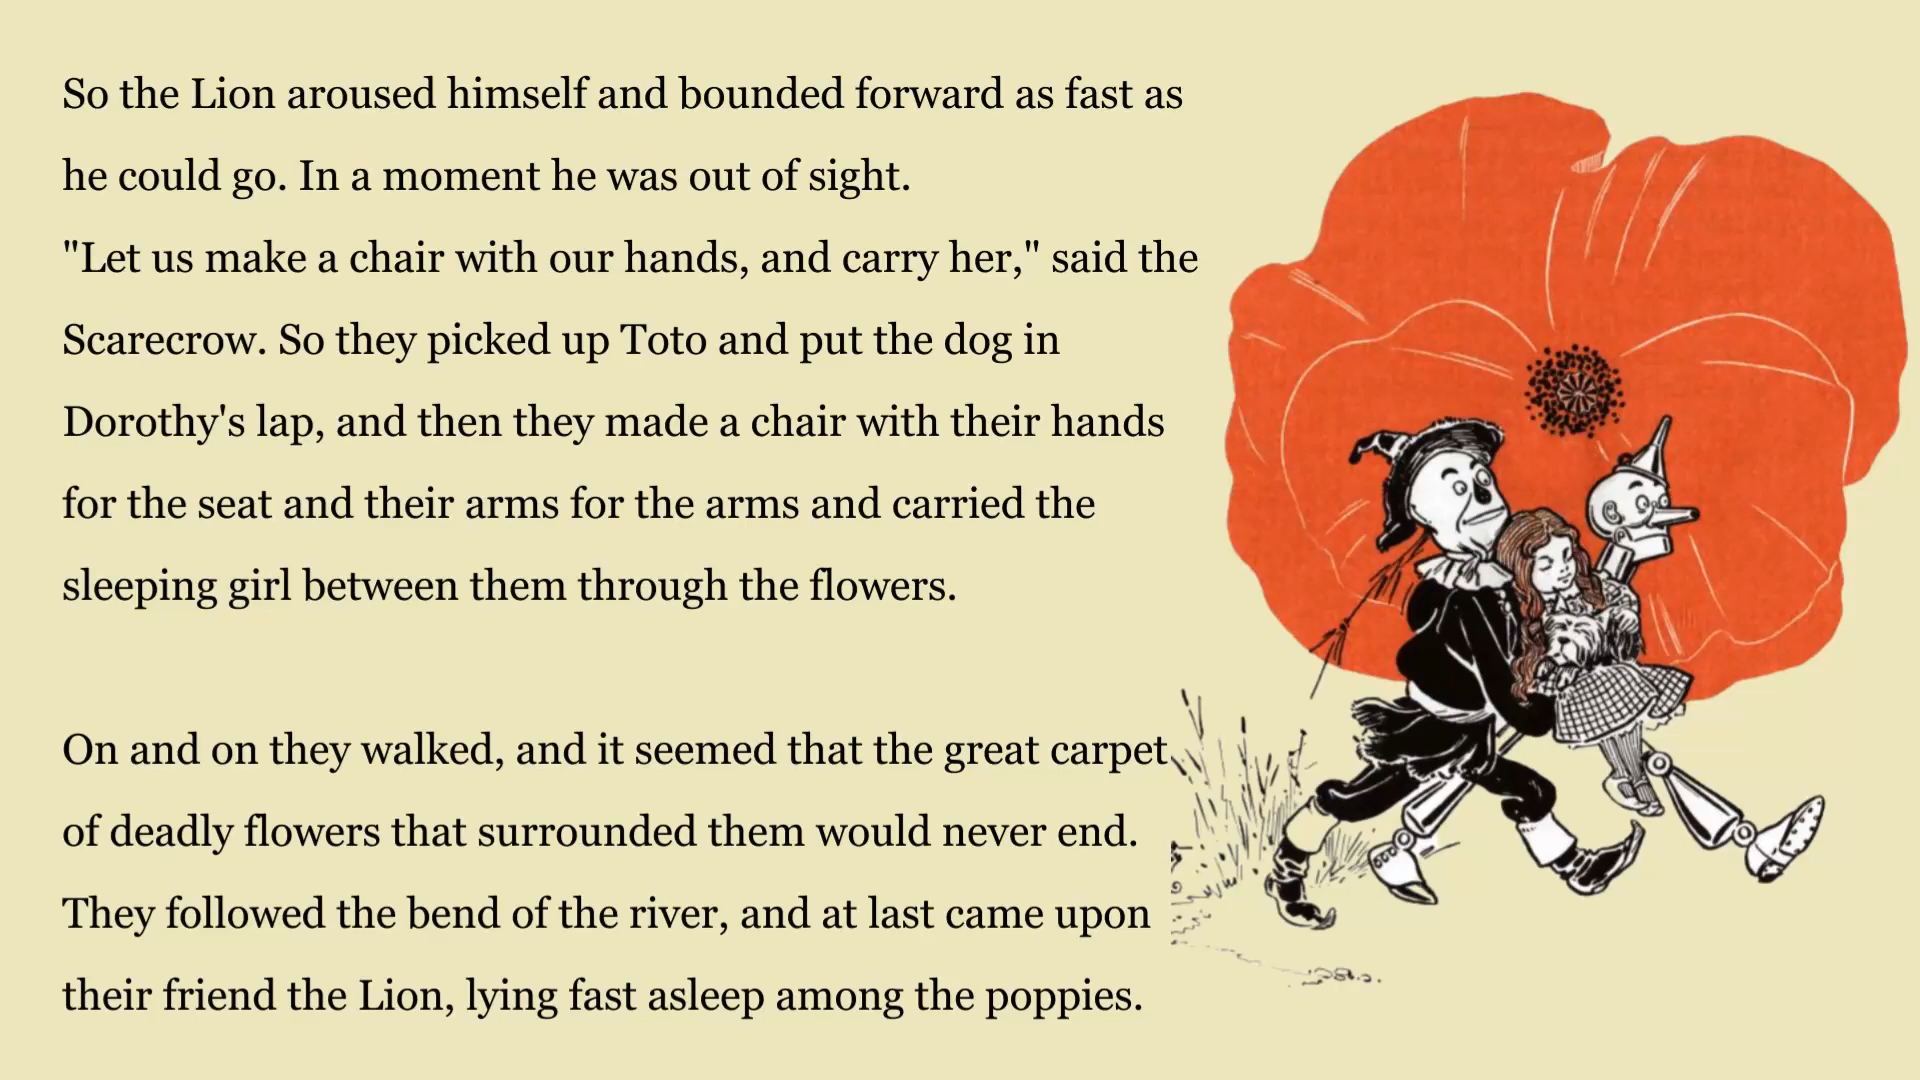 So the Lion aroused himself and bounded forward as fast as
he could go. In a moment he was out of sight.
"Let us make a chair with our hands, and carry her," said the
Scarecrow. So they picked up Toto and put the dog in
Dorothy's lap, and then they made a chair with their hands
for the seat and their arms for the arms and carried the
sleeping girl between them through the flowers.
On and on they walked, and it seemed that the great carpet
of deadly flowers that surrounded them would never end.
They followed the bend of the river, and at last came upon
their friend the Lion, lying fast asleep among the poppies.